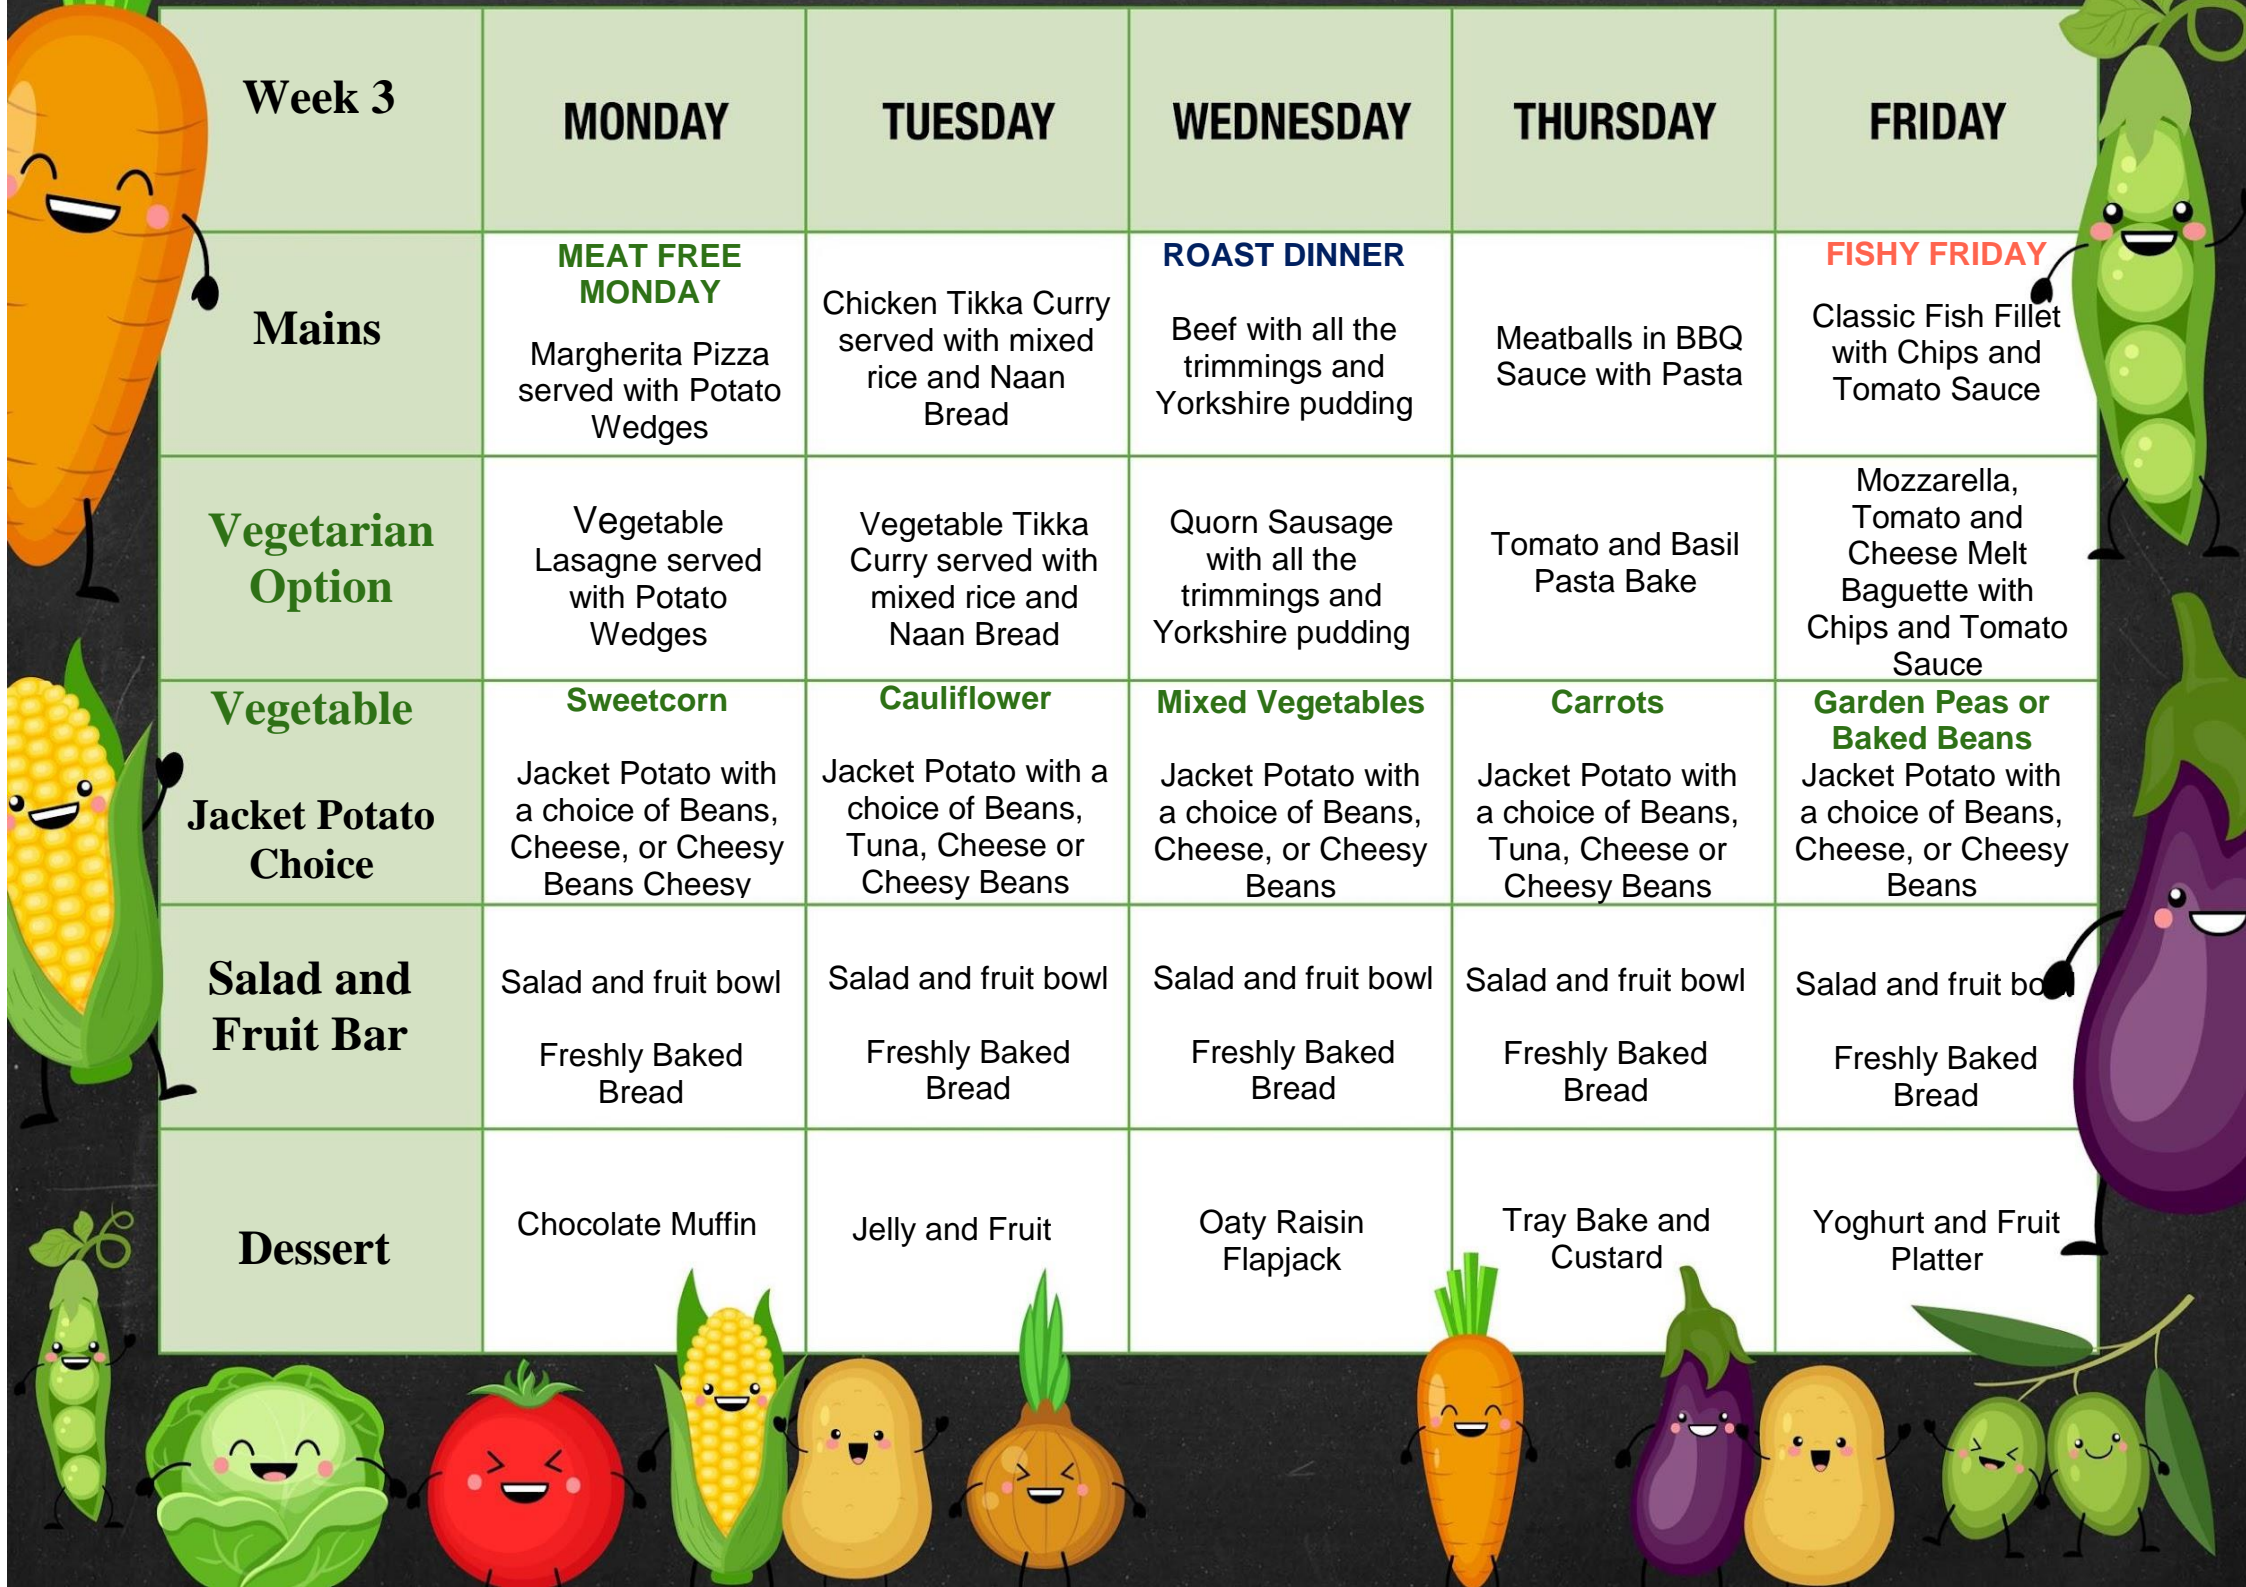 Week 3
MONDAY
TUESDAY
WEDNESDAY
THURSDAY
FRIDAY
Mains
MEAT FREE
MONDAY
Margherita Pizza
served with Potato
Wedges
Chicken Tikka Curry
served with mixed
rice and Naan
Bread
ROAST DINNER
Beef with all the
trimmings and
Yorkshire pudding
Meatballs in BBQ
Sauce with Pasta
FISHY FRIDAY
Classic Fish Fillet
with Chips and
Tomato Sauce
Vegetarian
Option
Vegetable
Lasagne served
with Potato
Wedges
Vegetable Tikka
Curry served with
mixed rice and
Naan Bread
Quorn Sausage
with all the
trimmings and
Yorkshire pudding
Tomato and Basil
Pasta Bake
Mozzarella,
Tomato and
Cheese Melt
Baguette with
Chips and Tomato
Sauce
Vegetable
Jacket Potato
Choice
Sweetcorn
Jacket Potato with
a choice of Beans,
Cheese, or Cheesy
Beans Cheesy
Cauliflower
Jacket Potato with a
choice of Beans,
Tuna, Cheese or
Cheesy Beans
Mixed Vegetables
Jacket Potato with
a choice of Beans,
Cheese, or Cheesy
Beans
Carrots
Jacket Potato with
a choice of Beans,
Tuna, Cheese or
Cheesy Beans
Garden Peas or
Baked Beans
Jacket Potato with
a choice of Beans,
Cheese, or Cheesy
Beans
Salad and
Fruit Bar
Salad and fruit bowl
Freshly Baked
Bread
Salad and fruit bowl
Freshly Baked
Bread
Salad and fruit bowl
Freshly Baked
Bread
Salad and fruit bowl
Freshly Baked
Bread
Salad and fruit bowl
Freshly Baked
Bread
Dessert
Chocolate Muffin
Jelly and Fruit
Oaty Raisin
Flapjack
Tray Bake and
Custard
Yoghurt and Fruit
Platter